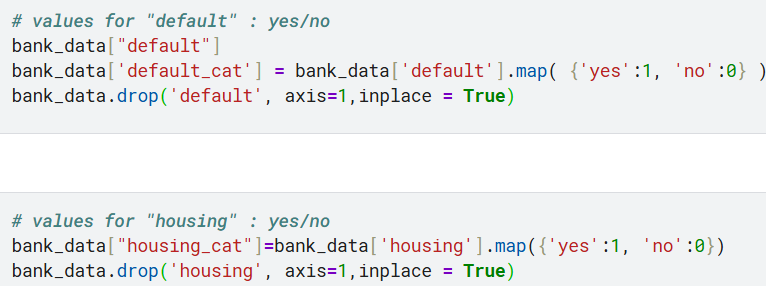 # values for "default" : yes/no
bank_data["default"]
bank_data['default_cat'] = bank_data['default'].map( {'yes':1, 'no':0} )
bank_data.drop('default', axis=1,inplace = True)
# values for "housing" : yes/no
bank_data["housing_cat"]=bank_data['housing'].map({'yes':1, 'no':0})
bank_data.drop('housing', axis=1,inplace = True)